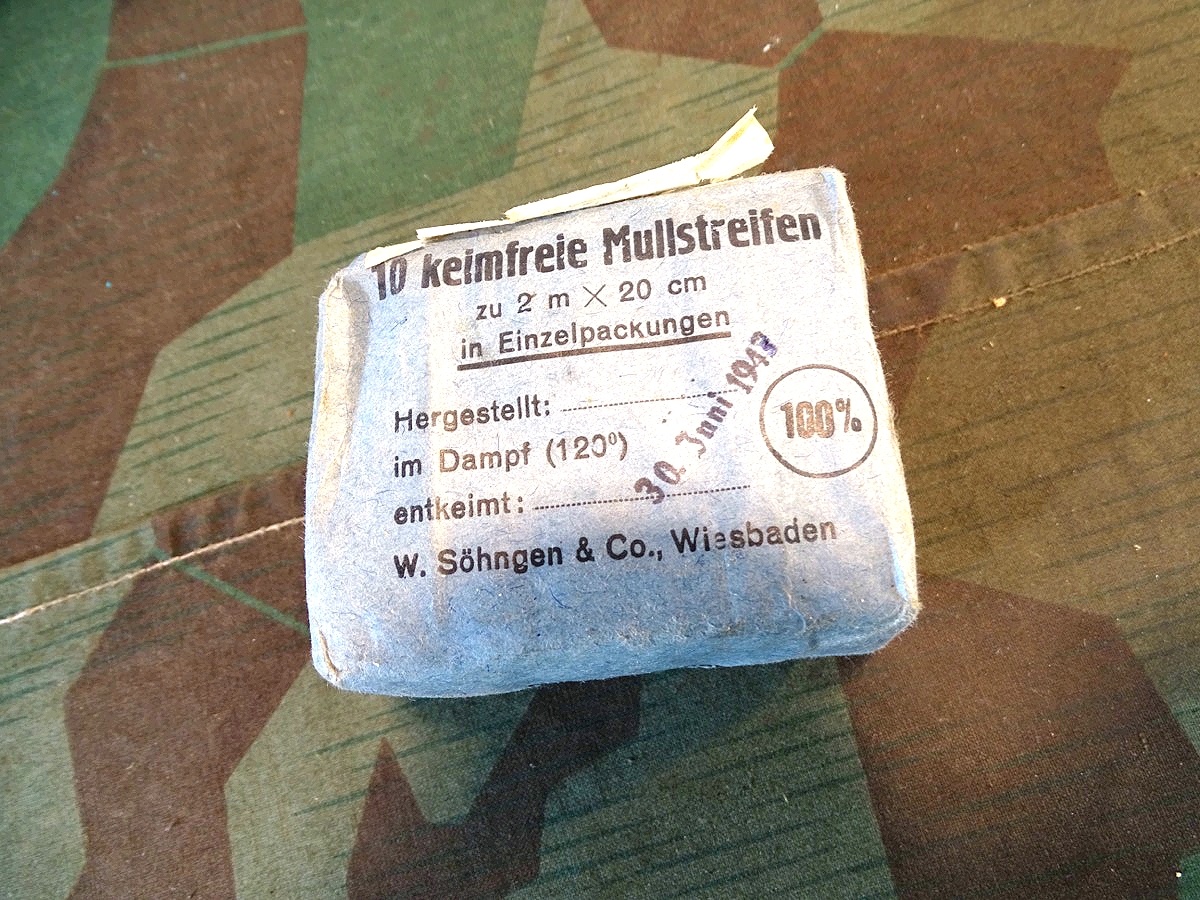 10 keimfreie Mullstreifen
zu 2 m × 20 cm
in Einzelpackungen
Hergestellt:
im Dampf (120⁰)
entkeimt:
30. Juni 1943
100%
W. Söhngen & Co., Wiesbaden